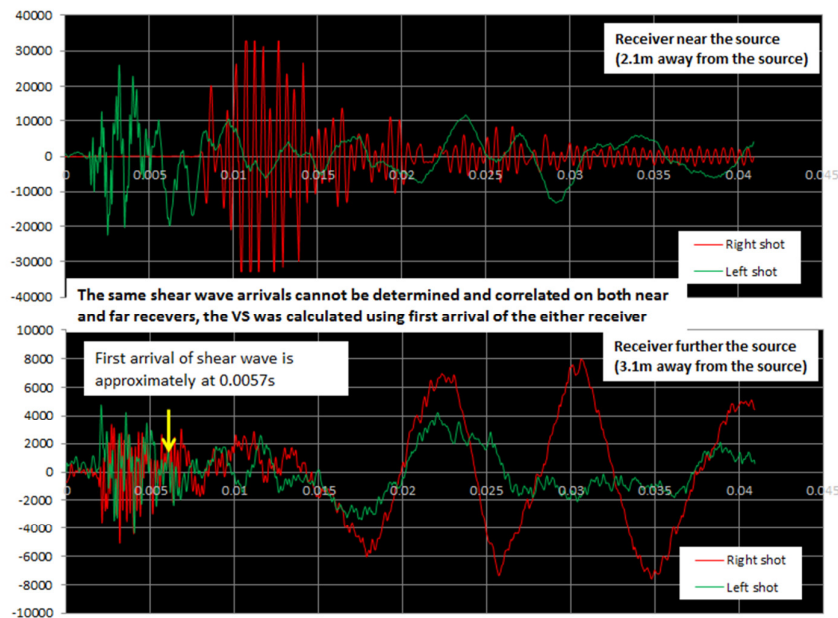 40000
30000
20000
10000
0
-10000
-20000
-30000
-40000
0 0.005 0.01 0.015 0.02 0.025 0.03 0.035 0.04 0.045
Receiver near the source
(2.1m away from the source)
Right shot
Left shot
The same shear wave arrivals cannot be determined and correlated on both near
and far recevers, the VS was calculated using first arrival of the either receiver
10000
8000
6000
4000
2000
0
-2000
-4000
-6000
-8000
-10000
0 0.005 0.01 0.015 0.02 0.025 0.03 0.035 0.04 0.045
First arrival of shear wave is
approximately at 0.0057s
Receiver further the source
(3.1m away from the source)
Right shot
Left shot